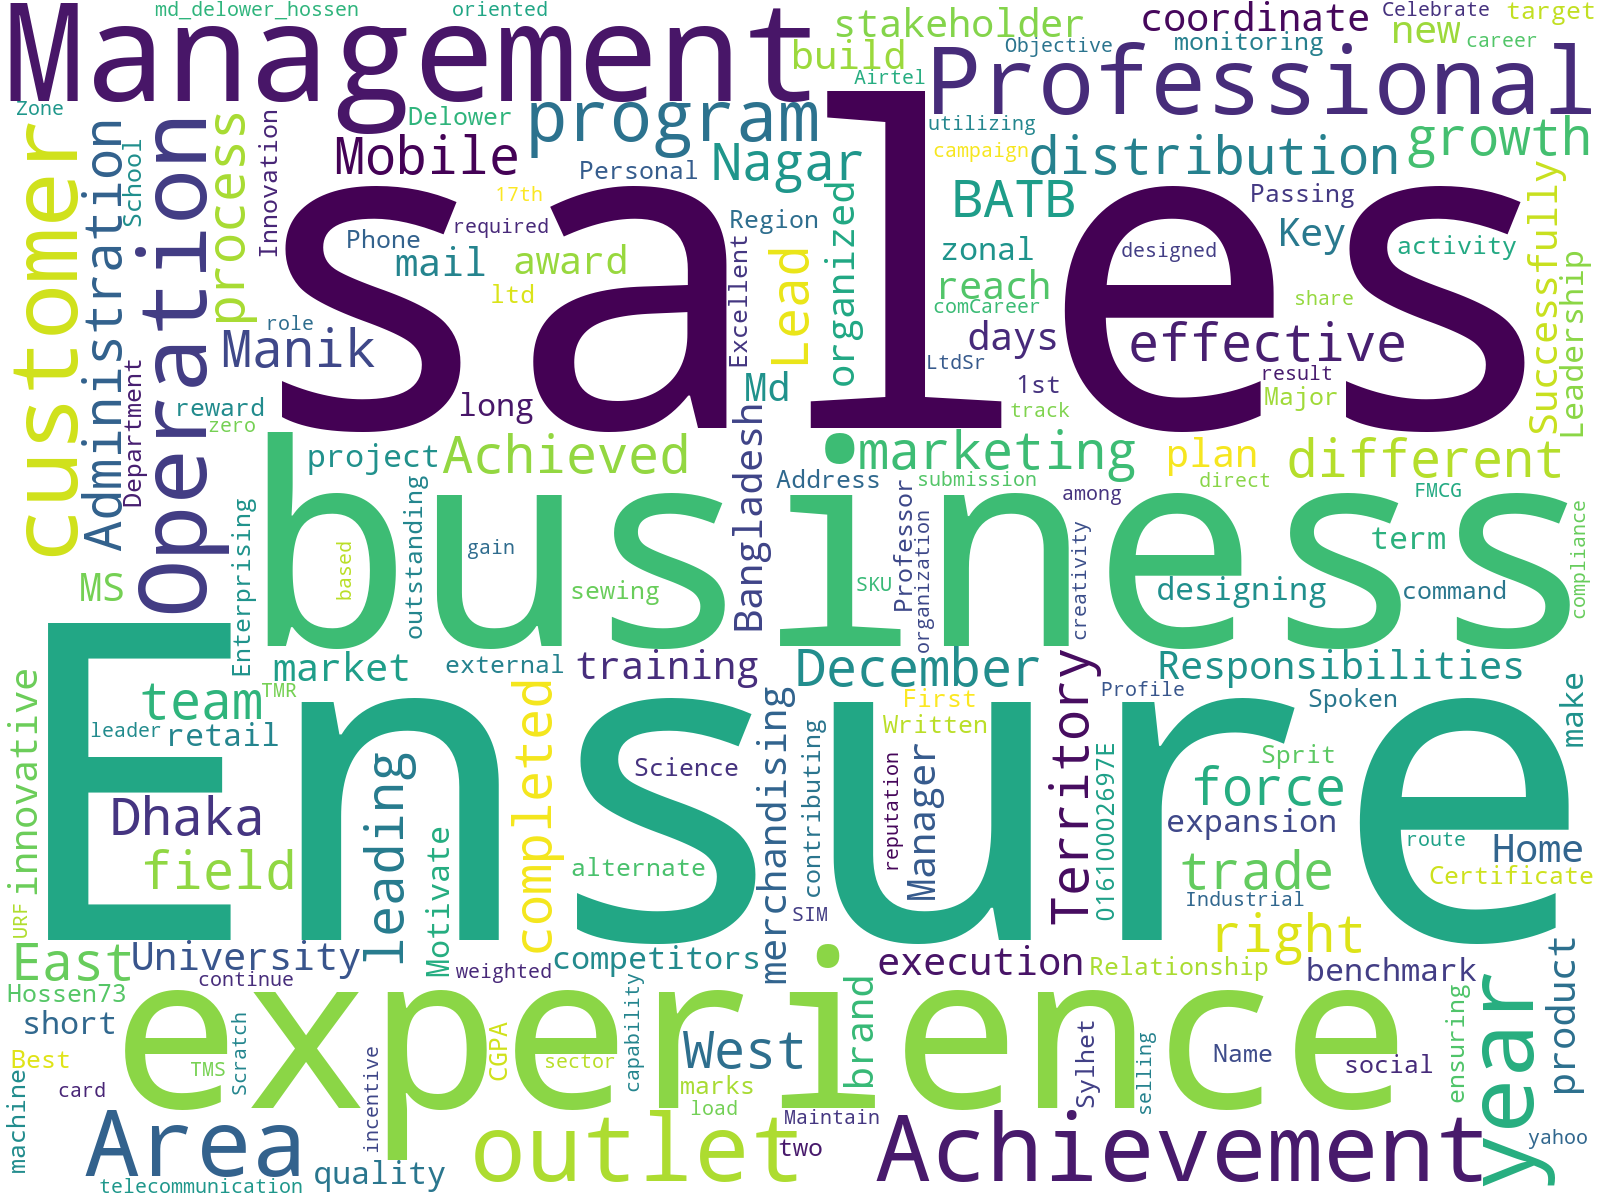 md_delower_hossen
oriented
Management
stakeholder
coordinate
Celebrate
target
build
Objective
monitoring
new
career
Airtel
Professional
Zone
Delower
program
utilizing
growth
customer
Administration
School
Operation
process
Innovation
Mobile
Personal
Nagar
campaign
distribution
17th
required
Region
BATB
Passing
Key
activity
Successfully
Leadership
Phone
mail
award
ltd
sales
Excellent
Lead
organized
zonal
reach
comCareer
designed
share
role
Manik
days
LtdSr
effective
result
Department
reward
zero
long
Md
1st
track
Major
project
Achieved
Bangladesh
marketing
plan
different
Address
submission
direct
among
FMCG
Enterprising
based
outstanding
gain
business
Professor
organization
creativity
term
compliance
MS
sewing
SKU
designing
command
innovative
team
TMR
market
external
training
December
Territory
Responsibilities
Profile
Spoken
make
leader
retail
First
Written
Ensure
Science
merchandising
contributing
reputation
Manager
01610002697E
Sprit
force
expansion
Dhaka
leading
Motivate
completed
route
Home
field
alternate
trade
Certificate
Industrial
URF
SIM
right
East
University
continue
weighted
competitors
execution
Relationship
benchmark
product
year
Hossen73
short
experience
Scratch
CGPA
capability
brand
Sylhet
selling
ensuring
Best
TMS
sector
West
Name
social
machine
card
incentive
marks
load
Maintain
Area
outlet
two
Achievement
yahoo
telecommunication
quality